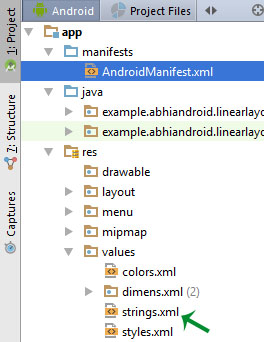 Android
Project Files
1: Project
7: Structure
Captures
app
manifests
AndroidManifest.xml
java
example.abhiandroid.linearlayo
example.abhiandroid.linearlayo
res
drawable
layout
menu
mipmap
values
colors.xml
dimens.xml (2)
strings.xml
styles.xml